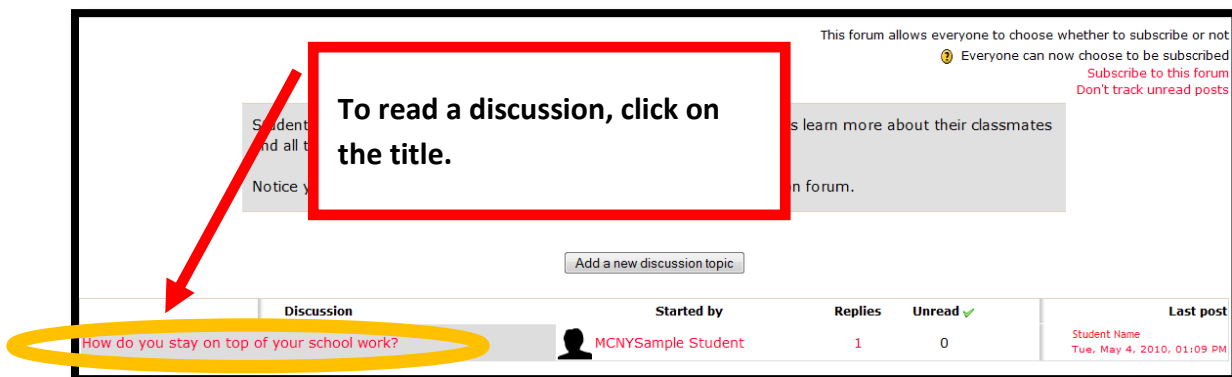 This forum allows everyone to choose whether to subscribe or not
Everyone can now choose to be subscribed
Subscribe to this forum
Don't track unread posts
To read a discussion, click on
the title.
Student
s learn more about their classmates
and all t
Notice y
n forum.
Add a new discussion topic
Discussion Started by Replies Unread Last post
How do you stay on top of your school work? MCNYSample Student 1 0 Student Name
Tue, May 4, 2010, 01:09 PM